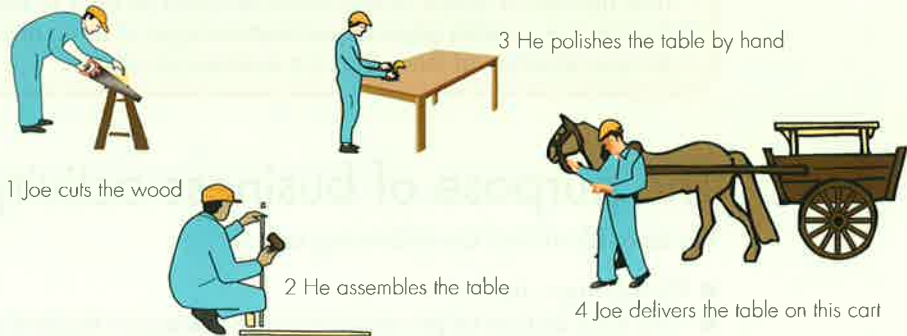 3 He polishes the table by hand
1 Joe cuts the wood
2 He assembles the table
4 Joe delivers the table on this cart